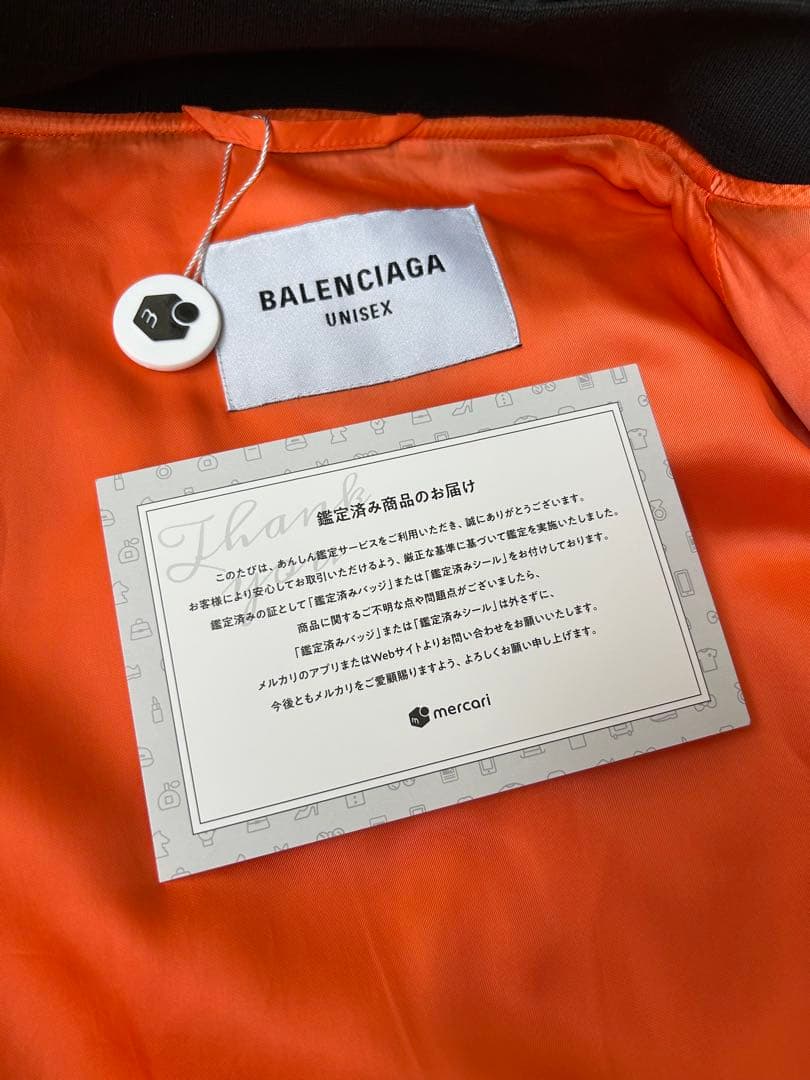 BALENCIAGA
UNISEX
m
Thank you
鑑定済み商品のお届け
このたびは、あんしん鑑定サービスをご利用いただき、誠にありがとうございます。
お客様により安心してお取引いただけるよう、厳正な基準に基づいて鑑定を実施いたしました。
鑑定済みの証として「鑑定済みバッジ」または「鑑定済みシール」をお付けしております。
商品に関するご不明な点や問題点がございましたら、
「鑑定済みバッジ」または「鑑定済みシール」は外さずに、
メルカリのアプリまたはWebサイトよりお問い合わせをお願いいたします。
今後ともメルカリをご愛顧賜りますよう、よろしくお願い申し上げます。
m mercari